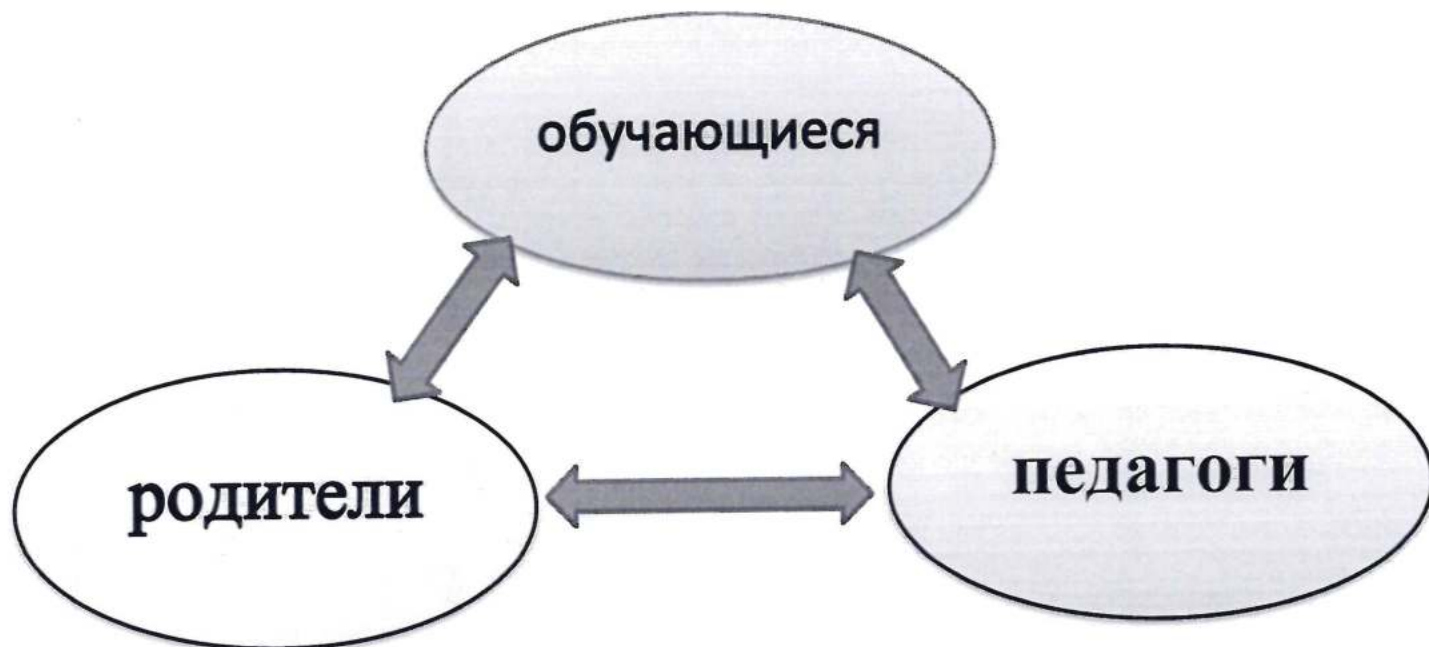 обучающиеся
родители
педагоги